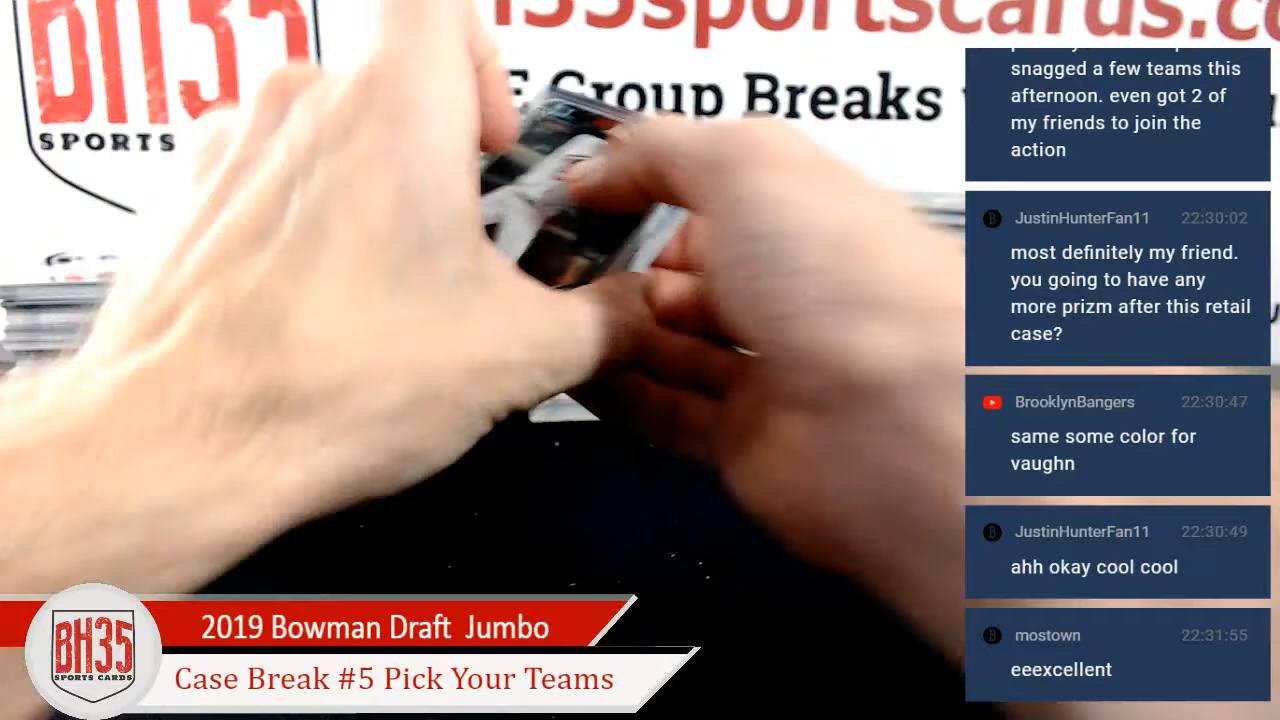 BH35
SPORTS
Group Breaks
snagged a few teams this
afternoon. even got 2 of
my friends to join the
action
JustinHunterFan11 22:30:02
most definitely my friend.
you going to have any
more prizm after this retail
case?
BrooklynBangers 22:30:47
same some color for
vaughn
JustinHunterFan11 22:30:49
ahh okay cool cool
mostown 22:31:55
eeexcellent
BH35
SPORTS CARDS
2019 Bowman Draft Jumbo
Case Break #5 Pick Your Teams